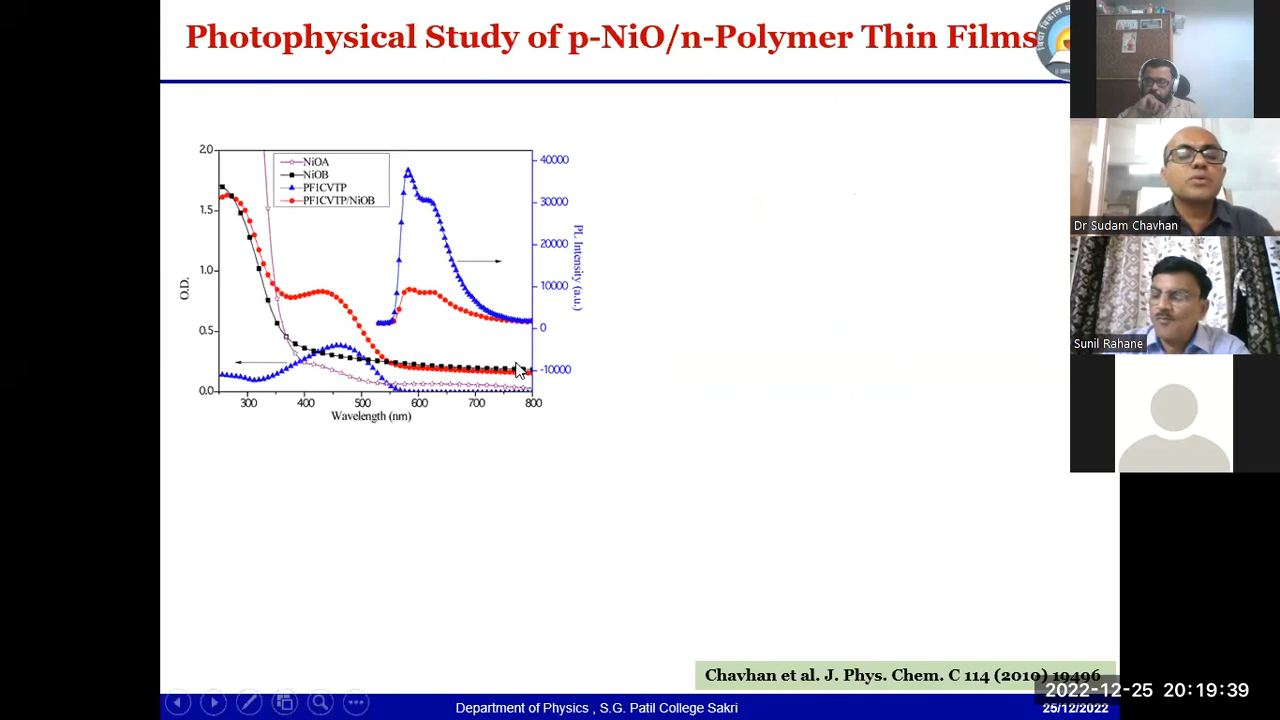 Photophysical Study of p-NiO/n-Polymer Thin Films
NiOA
NiOB
PF1CVTP
PF1CVTP/NiOB
2.0
1.5
1.0
0.5
0.0
O.D.
40000
30000
20000
10000
0
-10000
PL Intensity (a.u.)
300 400 500 600 700 800
Wavelength (nm)
Dr Sudam Chavhan
Sunil Rahane
Chavhan et al. J. Phys. Chem. C 114 (2010) 19496
2022-12-25 20:19:39
Department of Physics , S.G. Patil College Sakri
25/12/2022